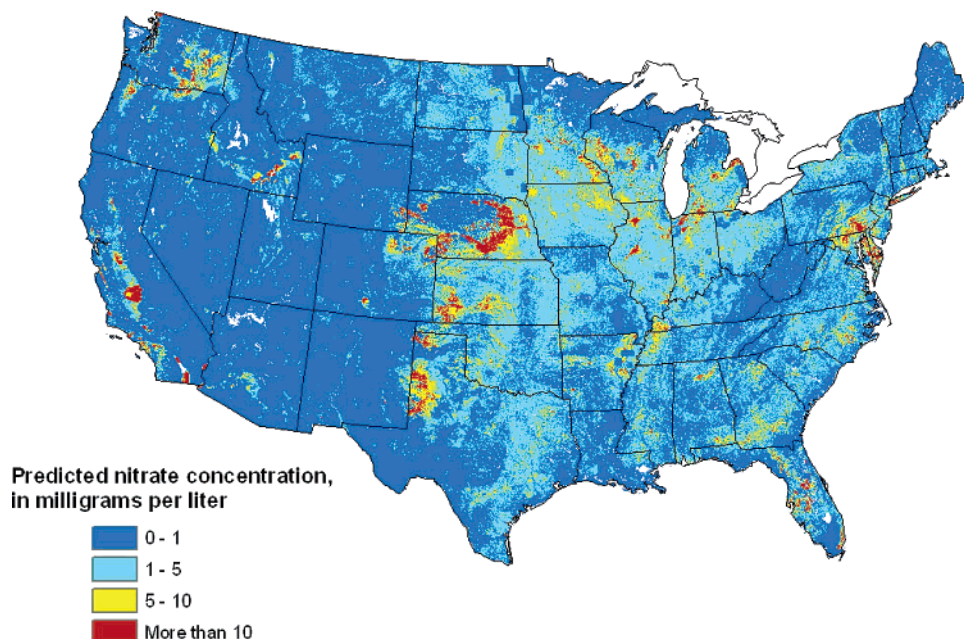 Predicted nitrate concentration,
in milligrams per liter
0 - 1
1 - 5
5 - 10
More than 10